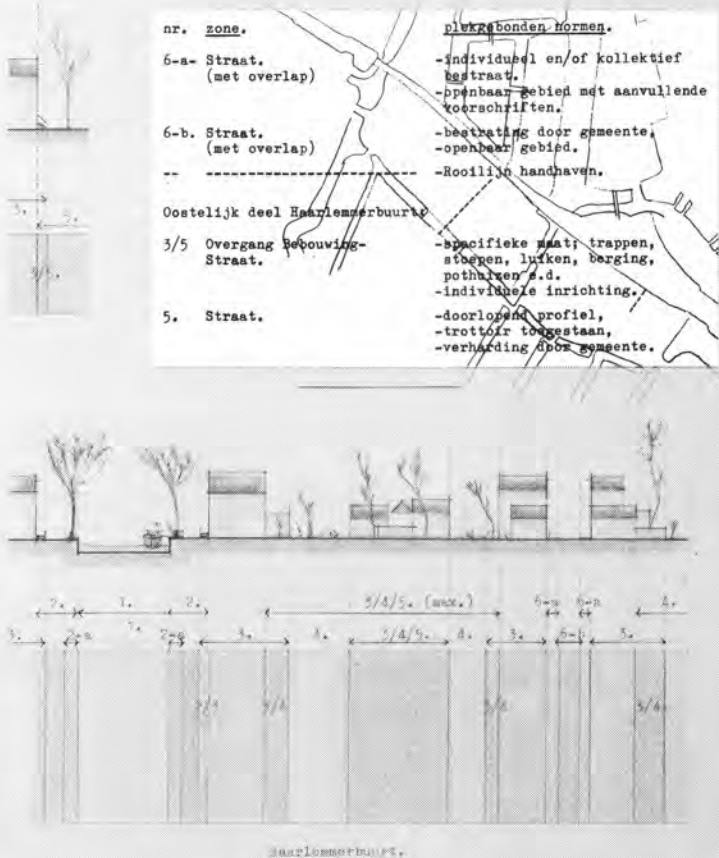 nr. zone. plekgebonden normen.
6-a- Straat. -individueel en/of kollektief
(met overlap) bestraat.
-openbaar gebied met aanvullende
voorschriften.
6-b. Straat. -bestrating door gemeente,
(met overlap) -openbaar gebied.
-- ------------------ -Rooilijn handhaven.
Oostelijk deel Haarlemmerbuurt
3/5 Overgang Bebouwing- -spacifieke maat; trappen,
Straat. stoepen, luiken, berging,
pothuizen e.d.
-individuele inrichting.
5. Straat. -doorlopend profiel,
-trottoir toegestaan,
-verharding door gemeente.
3. 5.
3/5.
2. 1. 2. 3/4/5. (max.) 6-a 6-a 4.
3. 2-a 2-a 3. 4. 3/4/5. 4. 3. 6-b 3.
3/4 3/4 3/4
Haarlemmerbuurt.